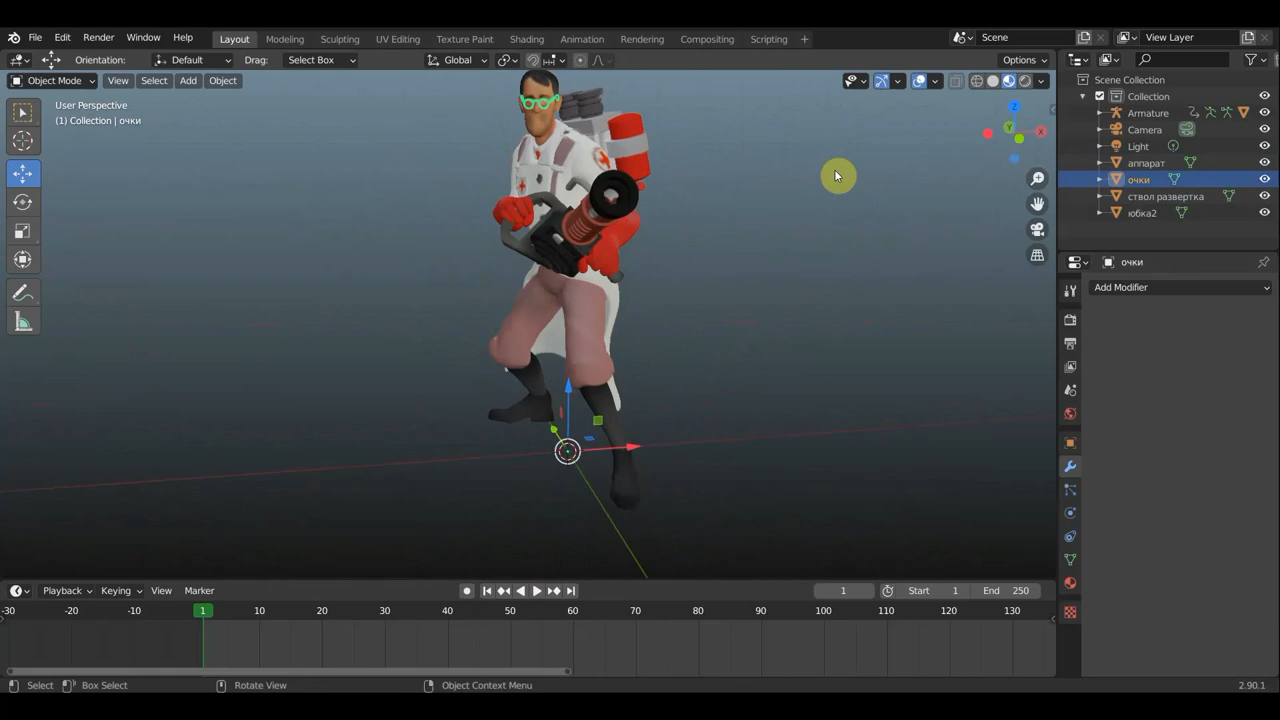 File Edit Render Window Help Layout Modeling Sculpting UV Editing Texture Paint Shading Animation Rendering Compositing Scripting + Scene View Layer
Orientation: Default Drag: Select Box Global Options
Object Mode View Select Add Object
User Perspective
(1) Collection | очки
Z
X
Y
Scene Collection
Collection
Armature
Camera
Light
аппарат
очки
ствол развертка
юбка2
очки
Add Modifier
Playback Keying View Marker 1 Start 1 End 250
-30 -20 -10 1 10 20 30 40 50 60 70 80 90 100 110 120 130
Select Box Select Rotate View Object Context Menu 2.90.1